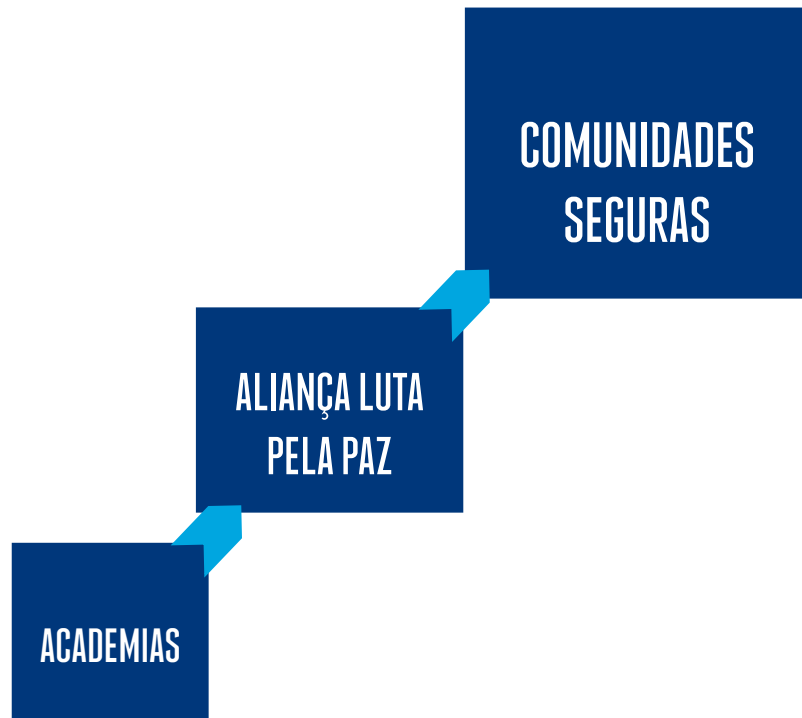 COMUNIDADES
SEGURAS
ALIANÇA LUTA
PELA PAZ
ACADEMIAS